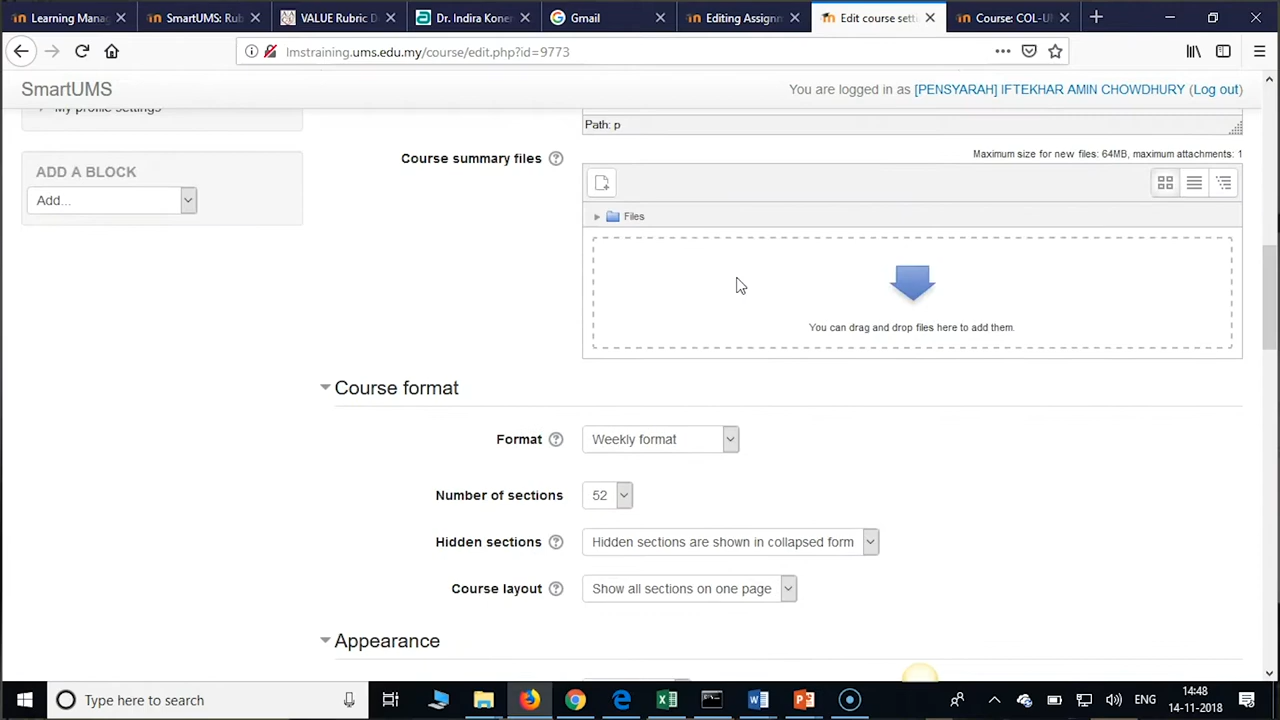 Learning Manag
SmartUMS: Rub
VALUE Rubric D
Dr. Indira Koner
Gmail
Editing Assignm
Edit course sett
Course: COL-U
lmstraining.ums.edu.my/course/edit.php?id=9773
SmartUMS
You are logged in as [PENSYARAH] IFTEKHAR AMIN CHOWDHURY (Log out)
My profile settings
Path: p
Course summary files
Maximum size for new files: 64MB, maximum attachments: 1
ADD A BLOCK
Add...
Files
You can drag and drop files here to add them.
Course format
Format
Weekly format
Number of sections
52
Hidden sections
Hidden sections are shown in collapsed form
Course layout
Show all sections on one page
Appearance
Type here to search
ENG
14:48
14-11-2018